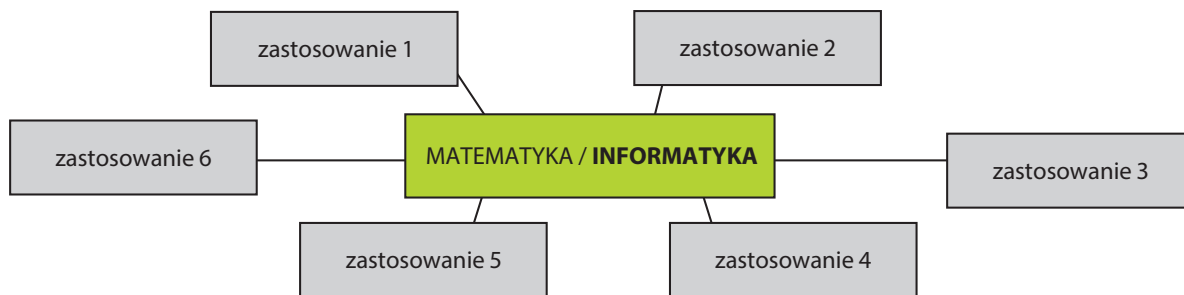 zastosowanie 1
zastosowanie 2
zastosowanie 6
MATEMATYKA / INFORMATYKA
zastosowanie 3
zastosowanie 5
zastosowanie 4